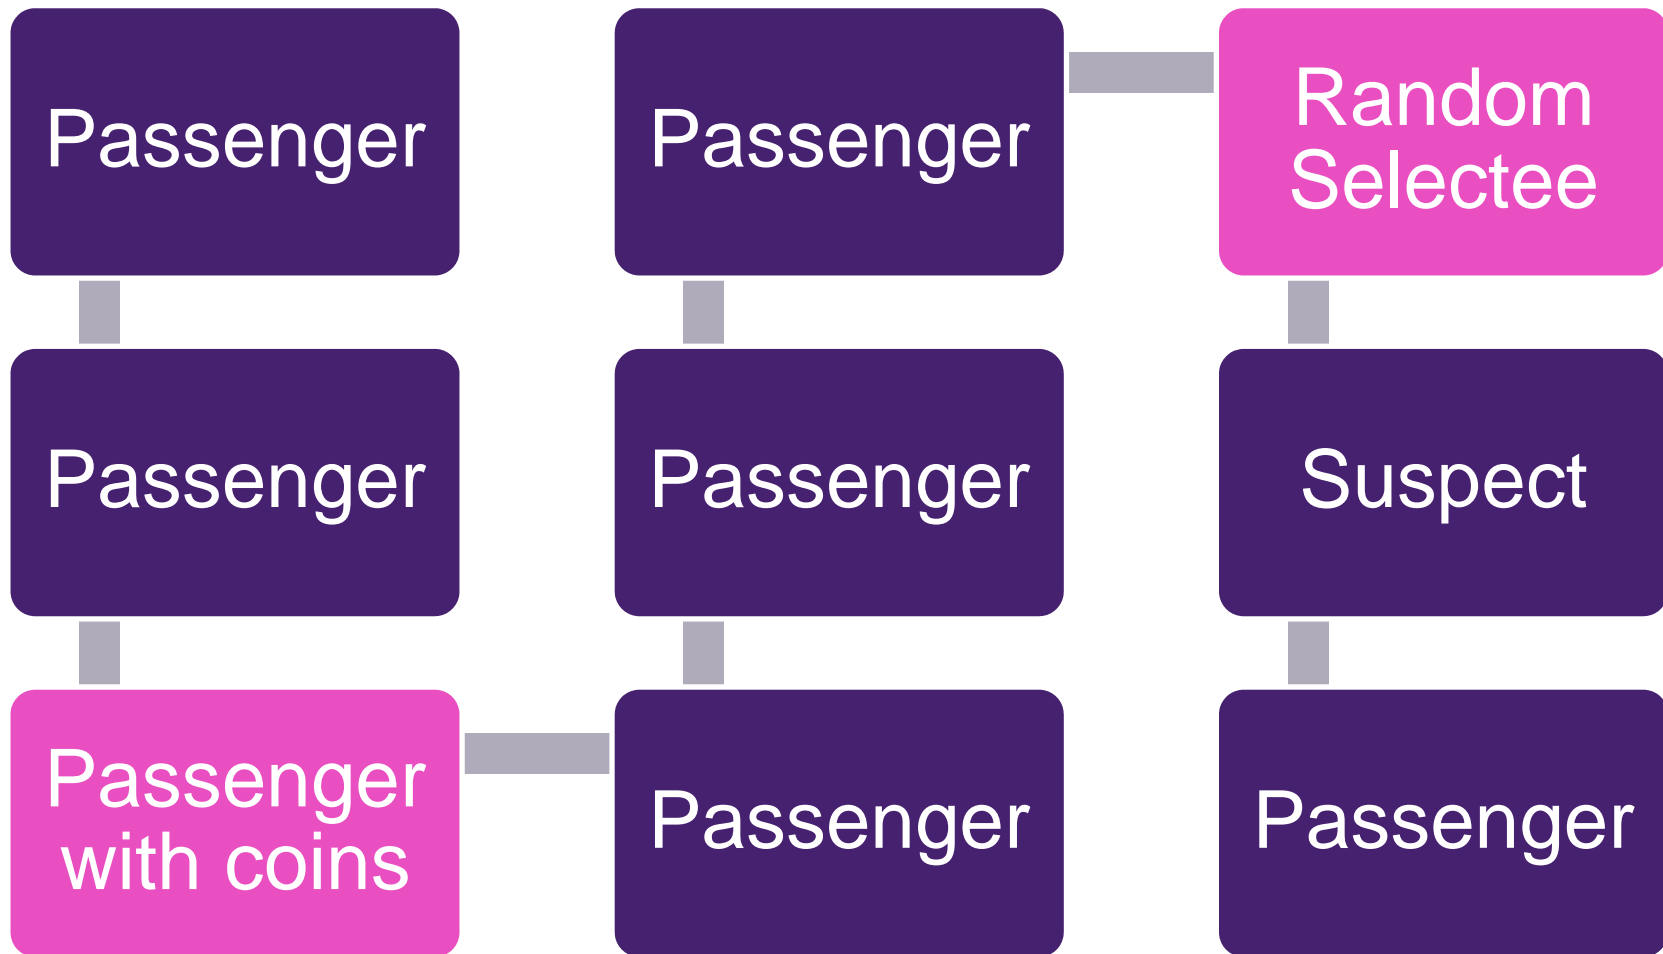 Passenger
Passenger
Passenger
with coins
Passenger
Passenger
Passenger
Random
Selectee
Suspect
Passenger